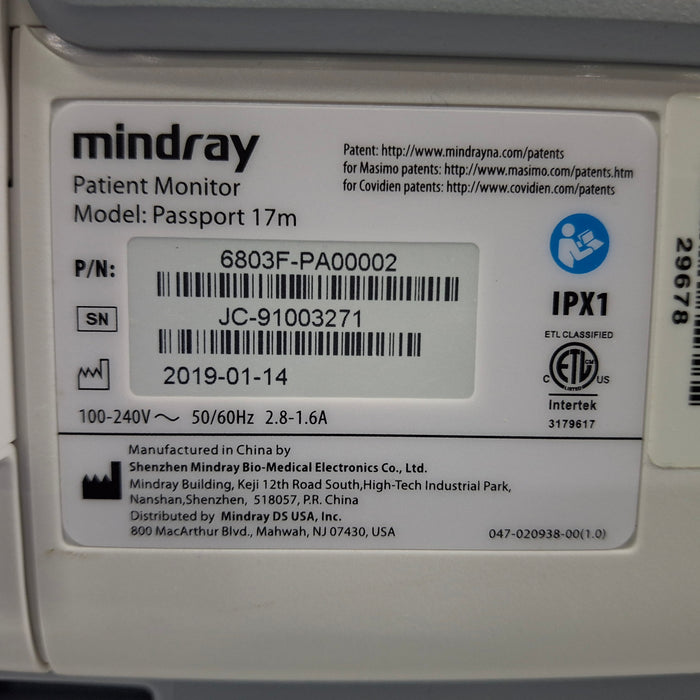 mindray
Patient Monitor
Model: Passport 17m
Patent: http://www.mindrayna.com/patents
for Masimo patents: http://www.masimo.com/patents.htm
for Covidien patents: http://www.covidien.com/patents
P/N:
6803F-PA00002
SN
JC-91003271
2019-01-14
100-240V～ 50/60Hz 2.8-1.6A
IPX1
ETL CLASSIFIED
ETL
CM
LISTED
C US
Intertek
3179617
Manufactured in China by
Shenzhen Mindray Bio-Medical Electronics Co., Ltd.
Mindray Building, Keji 12th Road South,High-Tech Industrial Park,
Nanshan,Shenzhen, 518057, P.R. China
Distributed by Mindray DS USA, Inc.
800 MacArthur Blvd., Mahwah, NJ 07430, USA
047-020938-00(1.0)
29678